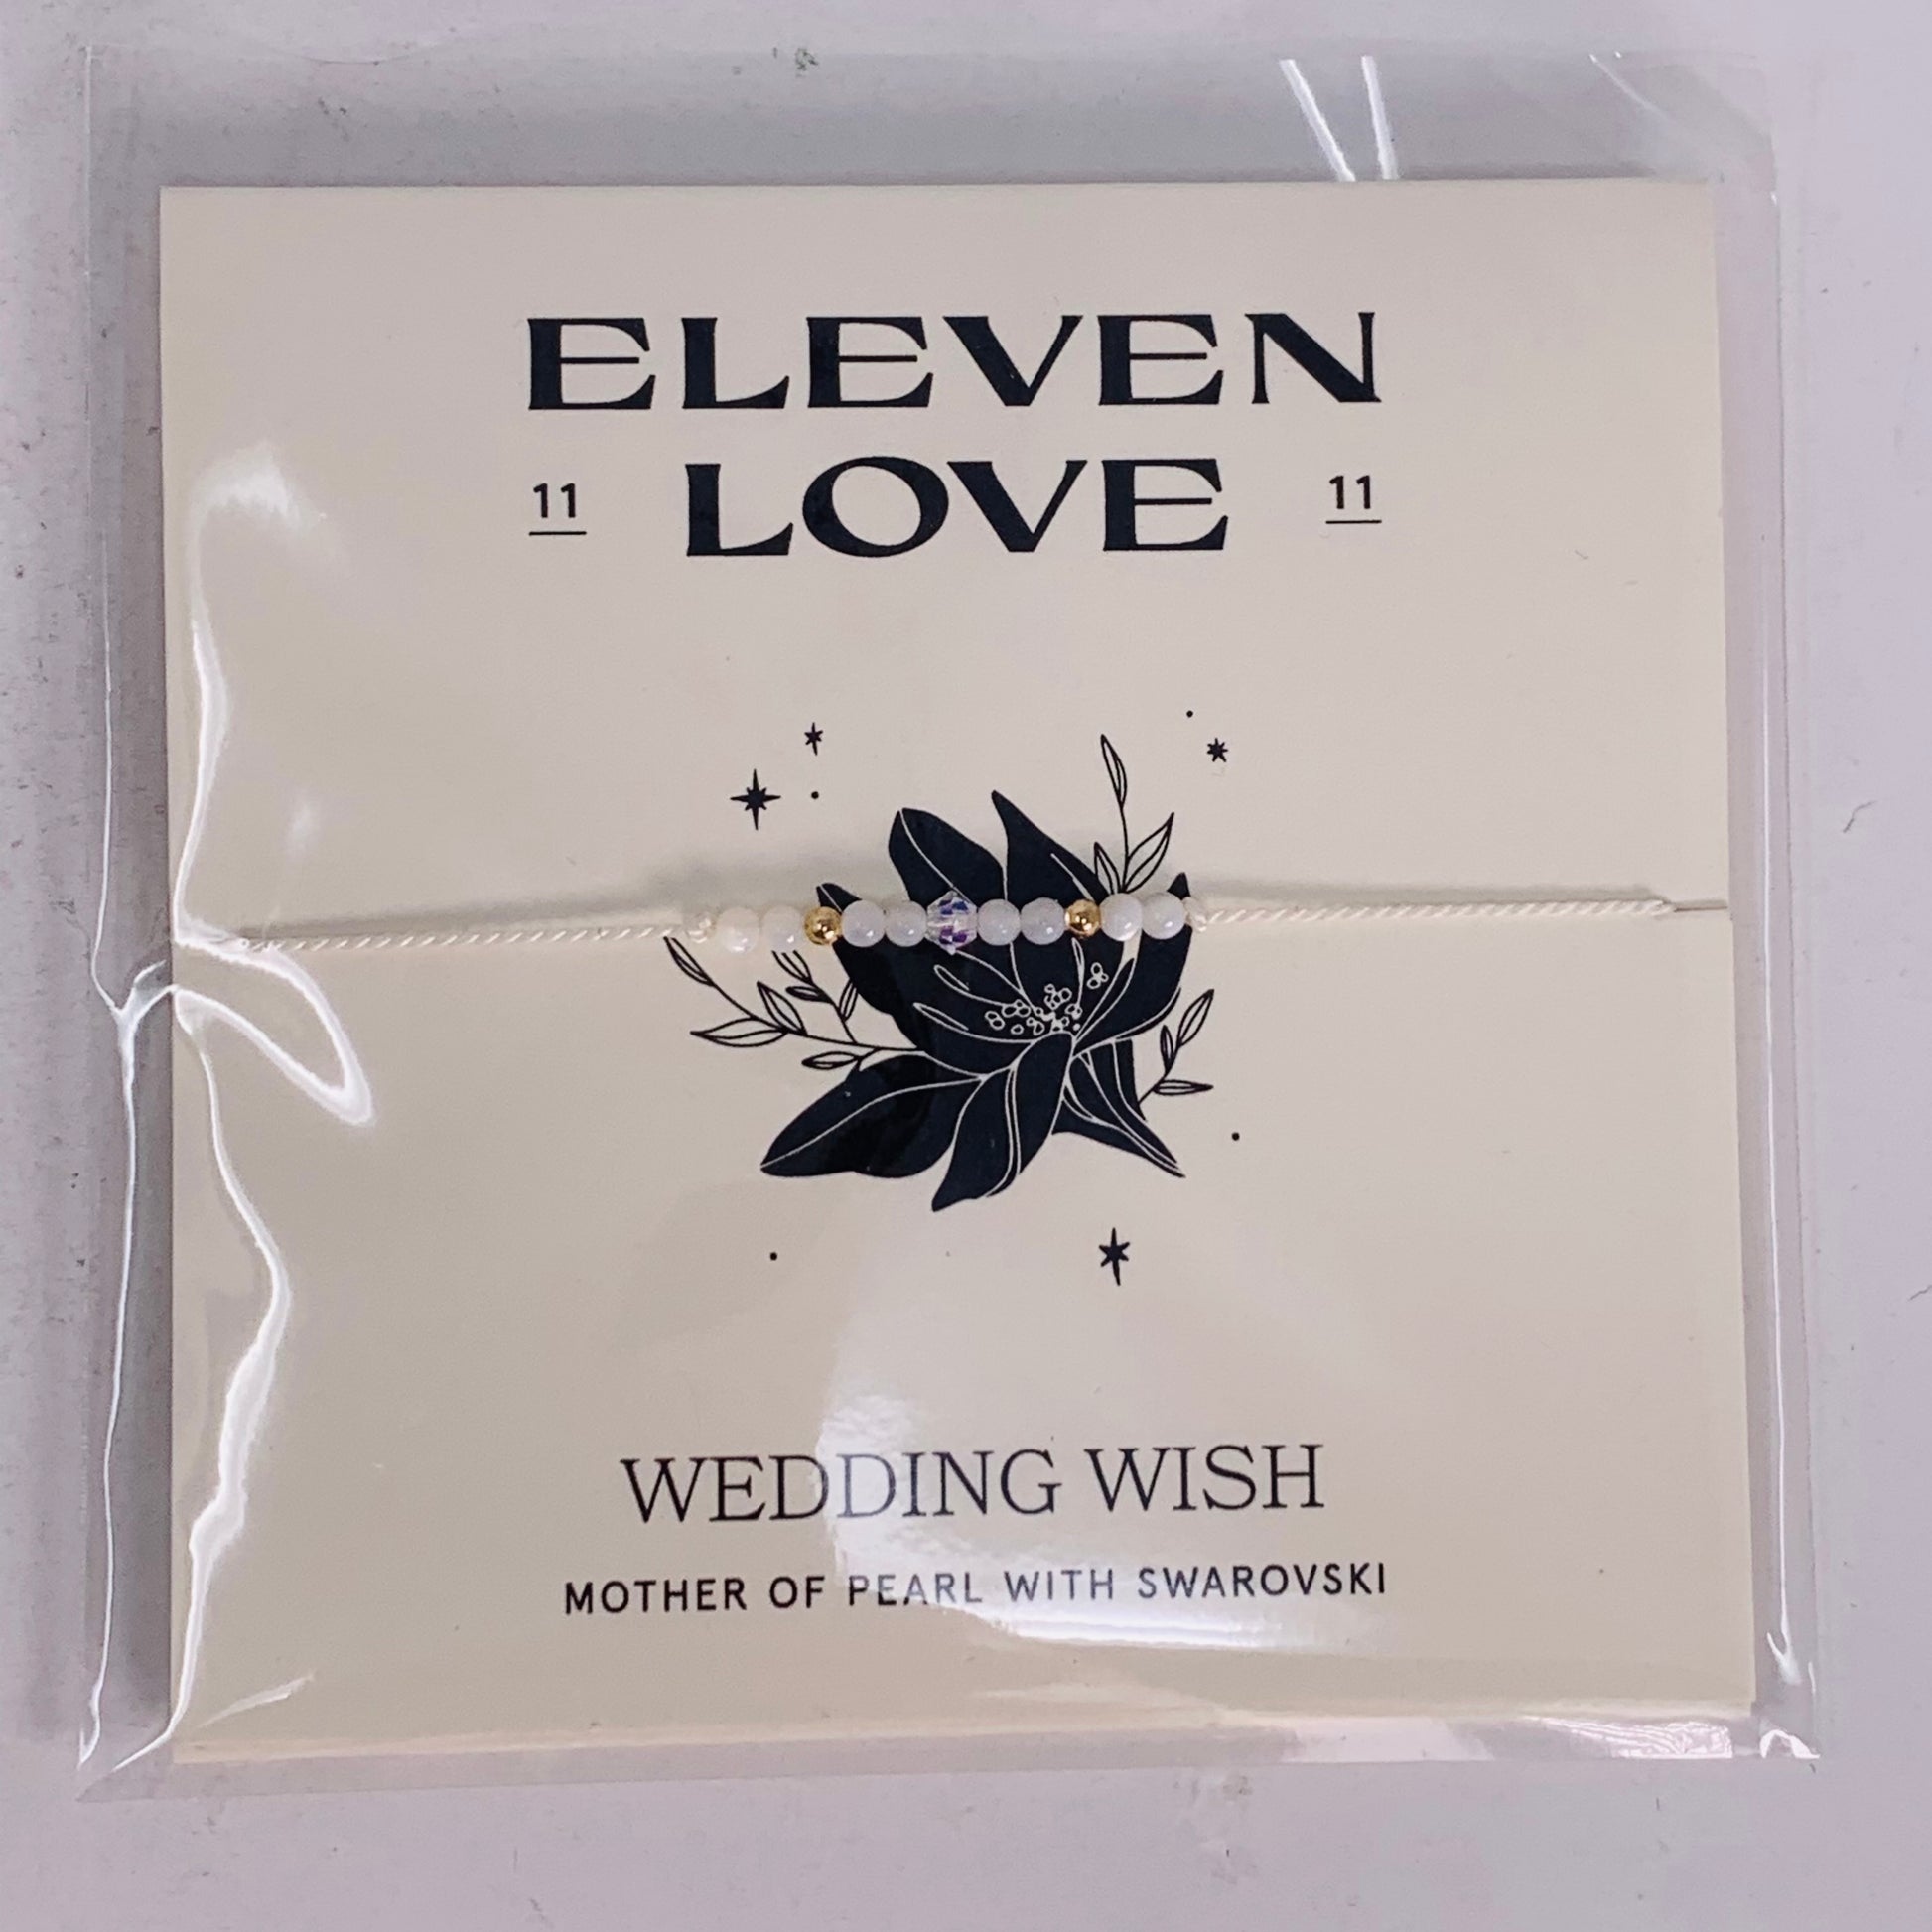 ELEVEN
11 LOVE 11
WEDDING WISH
MOTHER OF PEARL WITH SWAROVSKI